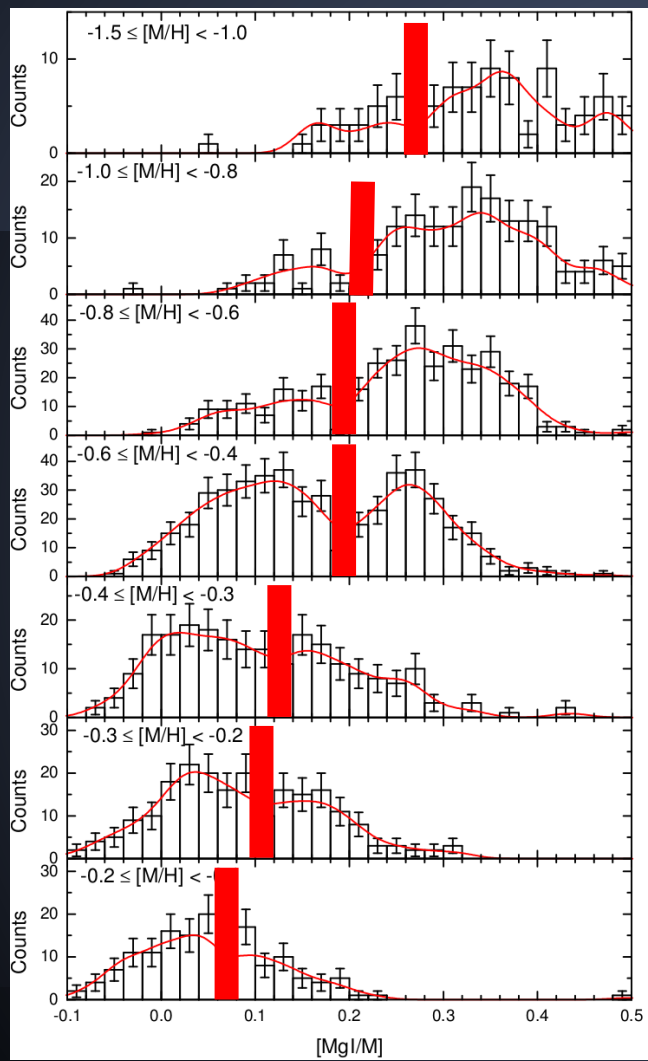 -1.5 ≤ [M/H] < -1.0
10
0
Counts
-1.0 ≤ [M/H] < -0.8
20
10
0
Counts
-0.8 ≤ [M/H] < -0.6
40
30
20
10
0
Counts
-0.6 ≤ [M/H] < -0.4
40
30
20
10
0
Counts
-0.4 ≤ [M/H] < -0.3
20
10
0
Counts
-0.3 ≤ [M/H] < -0.2
30
20
10
0
Counts
-0.2 ≤ [M/H] <
30
20
10
0
Counts
-0.1 0.0 0.1 0.2 0.3 0.4 0.5
[MgI/M]